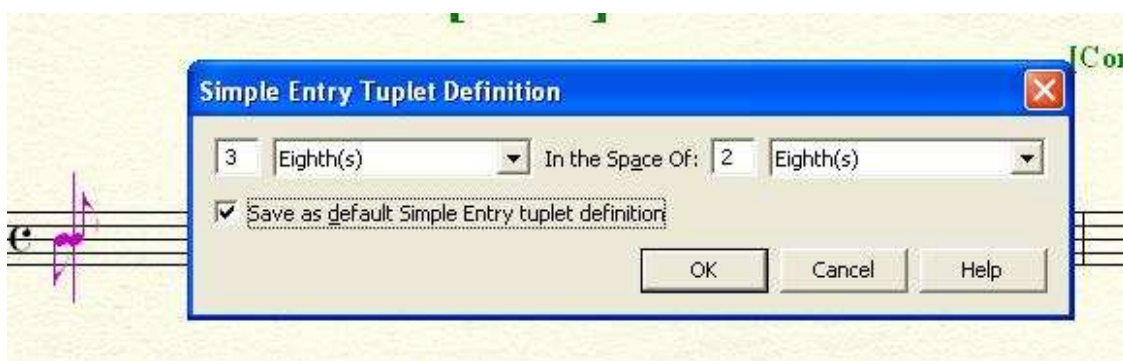 [Co
Simple Entry Tuplet Definition
3 Eighth(s) In the Space Of: 2 Eighth(s)
Save as default Simple Entry tuplet definition
OK Cancel Help